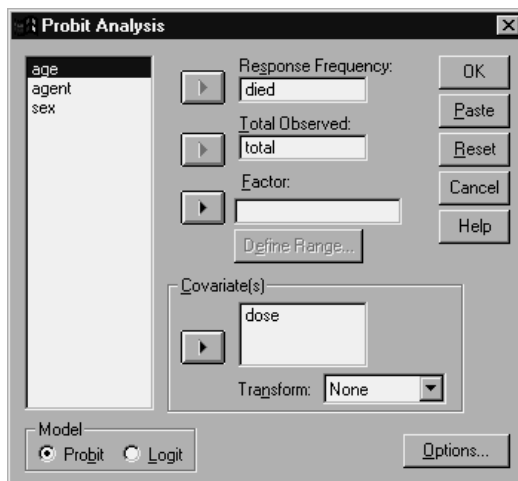 Probit Analysis
age
agent
sex
Response Frequency:
died
Total Observed:
total
Factor:
Define Range...
Covariate(s)
dose
Transform: None
Model
Probit Logit
OK
Paste
Reset
Cancel
Help
Options...